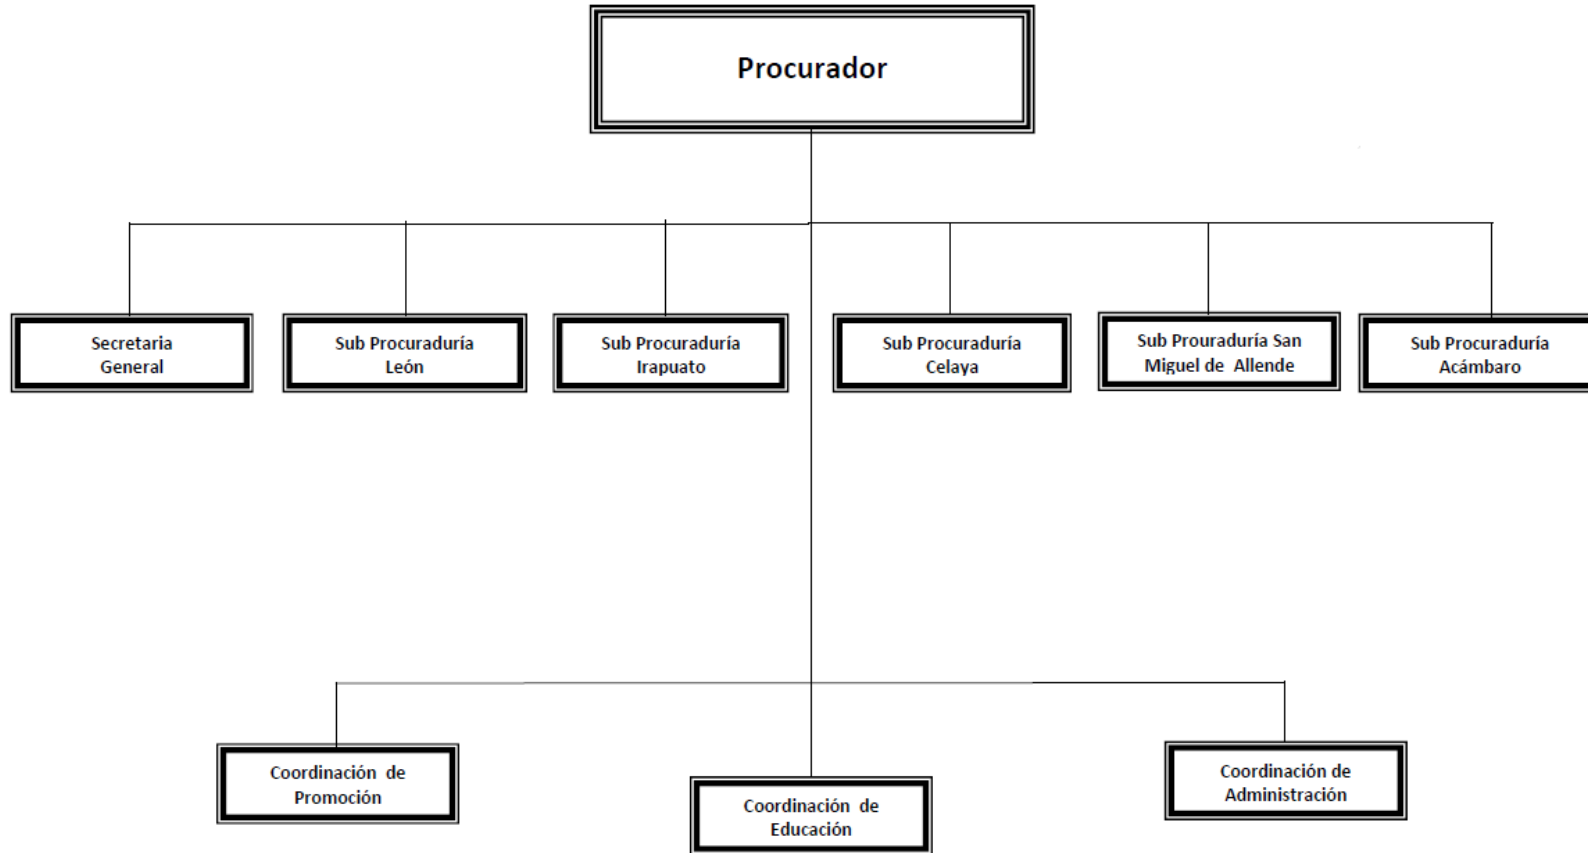 Procurador
Secretaria
General
Sub Procuraduría
León
Sub Procuraduría
Irapuato
Sub Procuraduría
Celaya
Sub Prouraduría San
Miguel de Allende
Sub Procuraduría
Acámbaro
Coordinación de
Promoción
Coordinación de
Educación
Coordinación de
Administración